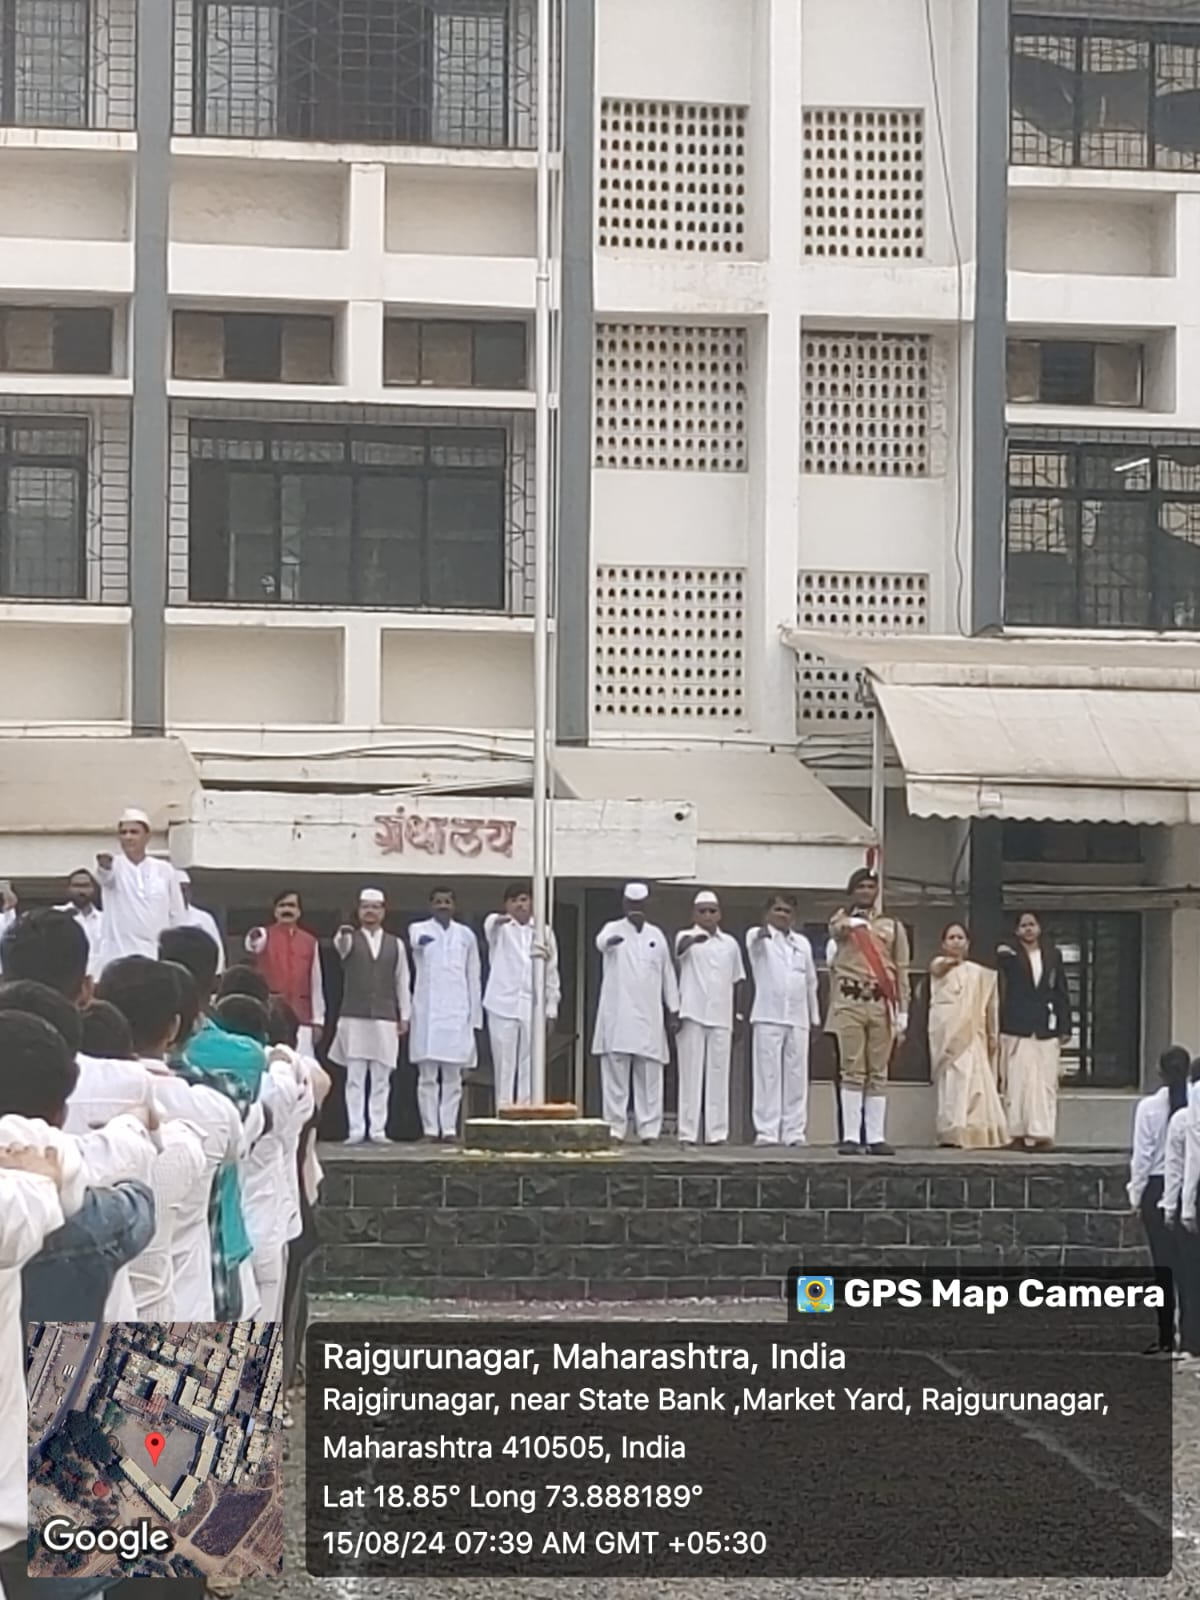 ग्रंथालय
GPS Map Camera
Rajgurunagar, Maharashtra, India
Rajgirunagar, near State Bank ,Market Yard, Rajgurunagar,
Maharashtra 410505, India
Lat 18.85° Long 73.888189°
15/08/24 07:39 AM GMT +05:30
Google